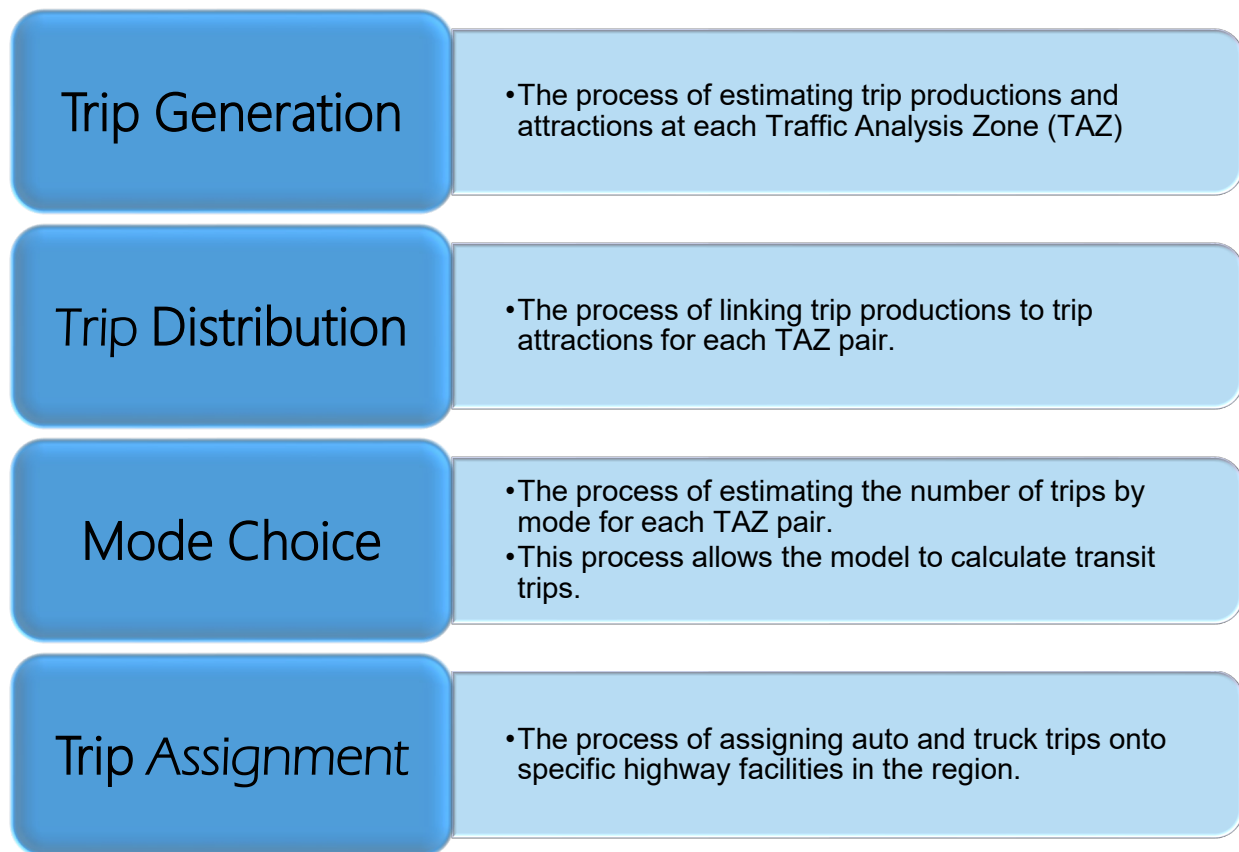 Trip Generation
•The process of estimating trip productions and
attractions at each Traffic Analysis Zone (TAZ)
Trip Distribution
•The process of linking trip productions to trip
attractions for each TAZ pair.
Mode Choice
•The process of estimating the number of trips by
mode for each TAZ pair.
•This process allows the model to calculate transit
trips.
Trip Assignment
•The process of assigning auto and truck trips onto
specific highway facilities in the region.